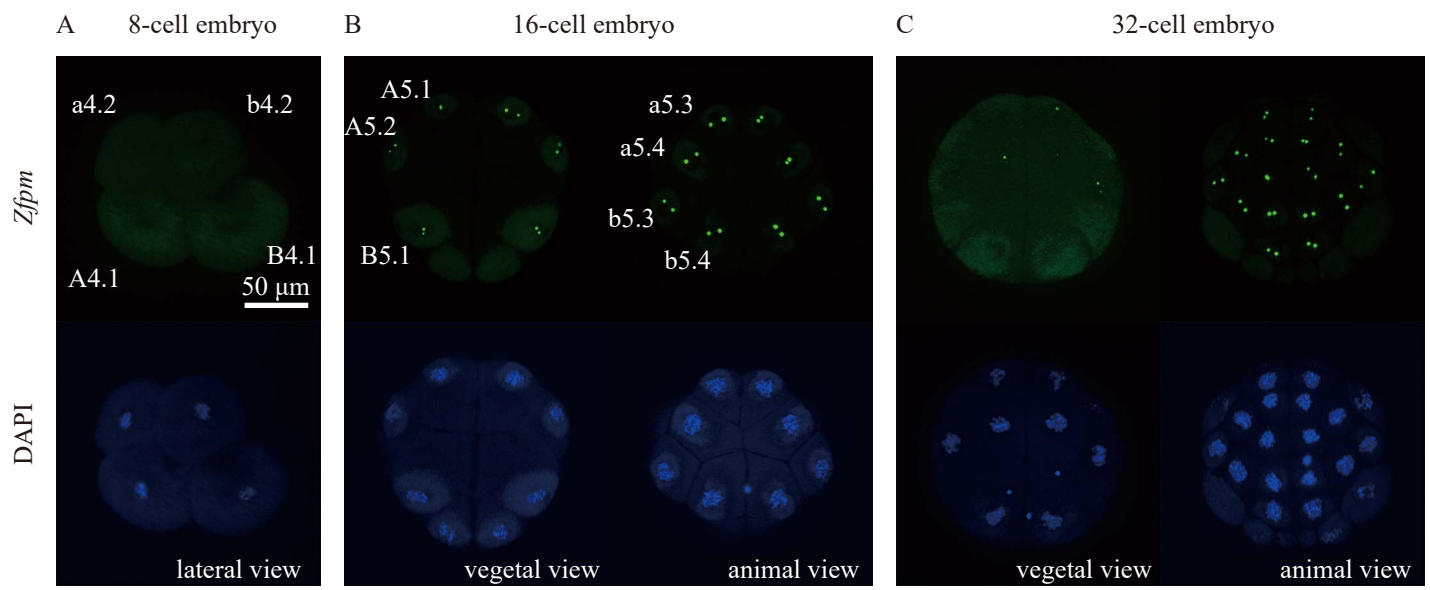 A 8-cell embryo B 16-cell embryo C 32-cell embryo
Zfpm
a4.2 b4.2
A4.1 B4.1
50 μm
A5.1
A5.2
B5.1
a5.3
a5.4
b5.3
b5.4
DAPI
lateral view vegetal view animal view vegetal view animal view